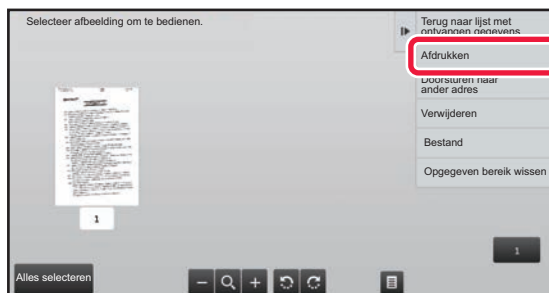 Selecteer afbeelding om te bedienen.
Terug naar lijst met
ontvangen gegevens
Afdrukken
Doorsturen naar
ander adres
Verwijderen
Bestand
Opgegeven bereik wissen
1
1
Alles selecteren